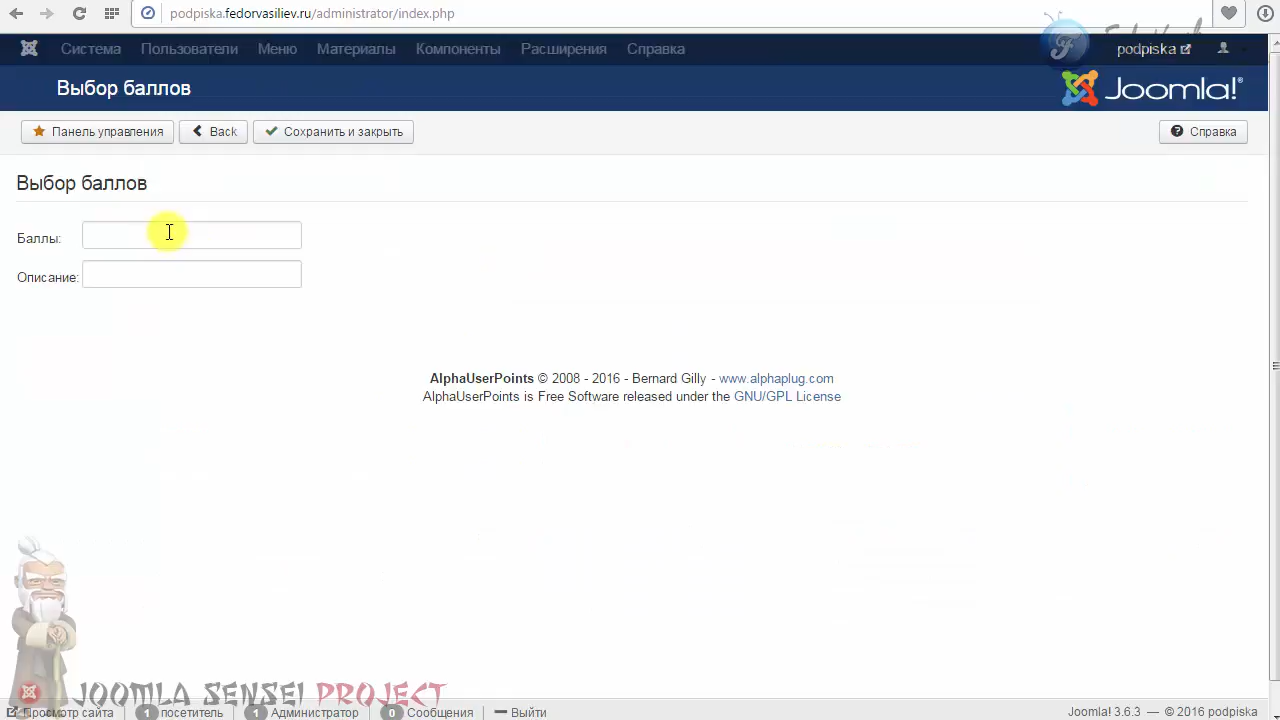 podpiska.fedorvasiliev.ru/administrator/index.php
Система Пользователи Меню Материалы Компоненты Расширения Справка podpiska
Выбор баллов Joomla!®
Панель управления Back Сохранить и закрыть Справка
Выбор баллов
Баллы:
Описание:
AlphaUserPoints © 2008 - 2016 - Bernard Gilly - www.alphaplug.com
AlphaUserPoints is Free Software released under the GNU/GPL License
JOOMLA SENSEI PROJECT
Просмотр сайта 1 посетитель 1 Администратор 0 Сообщения Выйти Joomla! 3.6.3 — © 2016 podpiska